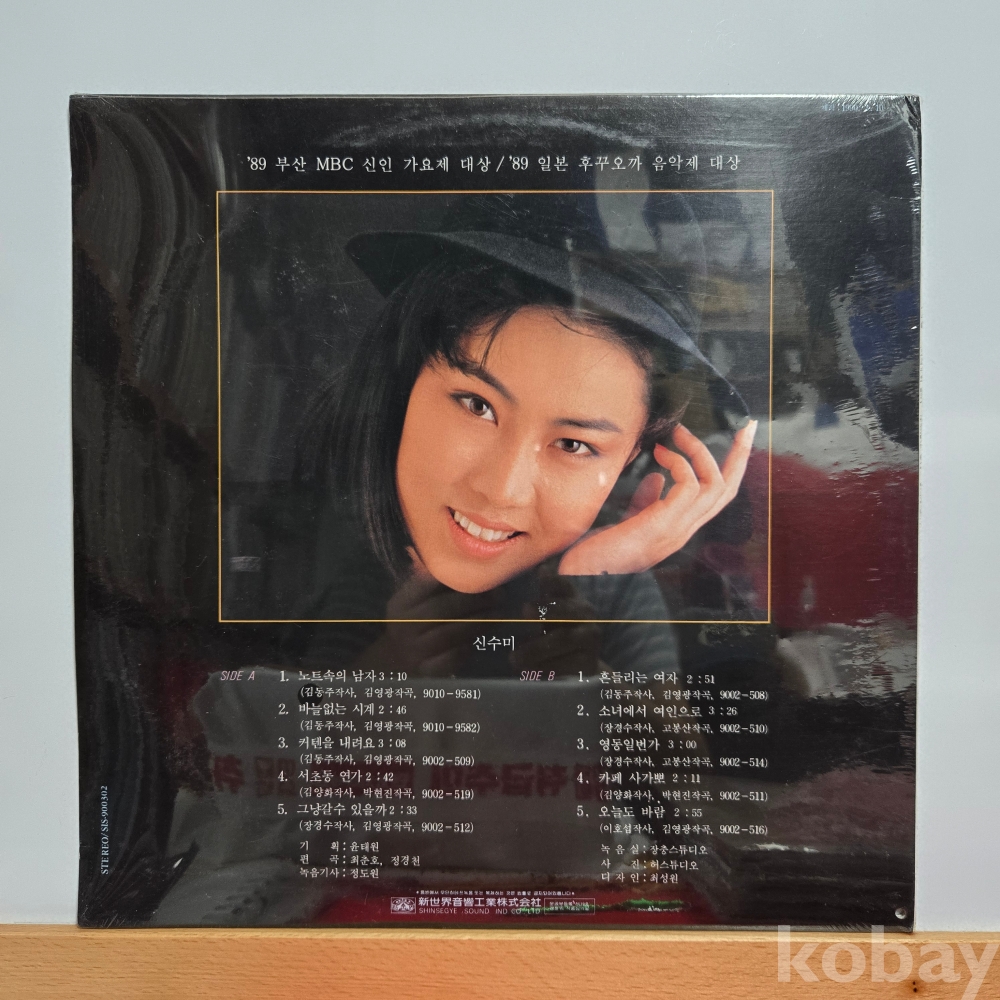 '89 부산 MBC 신인 가요제 대상 / '89 일본 후꾸오까 음악제 대상
신수미
SIDE A
1. 노트속의 남자 3 : 10
(김동주작사, 김영광작곡, 9010-9581)
2. 바늘없는 시계 2 : 46
(김동주작사, 김영광작곡, 9010-9582)
3. 커텐을 내려요 3 : 08
(김동주작사, 김영광작곡, 9002-509)
4. 서초동 연가 2 : 42
(김양화작사, 박현진작곡, 9002-519)
5. 그냥갈수 있을까 2 : 33
(장경수작사, 김영광작곡, 9002-512)
기 획 : 윤태원
편 곡 : 최춘호, 정경천
녹음기사 : 정도원
SIDE B
1. 흔들리는 여자 2 : 51
(김동주작사, 김영광작곡, 9002-508)
2. 소녀에서 여인으로 3 : 26
(장경수작사, 고봉산작곡, 9002-510)
3. 영동일번가 3 : 00
(장경수작사, 고봉산작곡, 9002-514)
4. 카페 사가뽀 2 : 11
(김양화작사, 박현진작곡, 9002-511)
5. 오늘도 바람 2 : 55
(이호섭작사, 김영광작곡, 9002-516)
녹 음 실 : 장충스튜디오
사 진 : 허스튜디오
디 자 인 : 최성원
STEREO/SIS-900302
新世界音響工業株式会社
SHINSEGYE SOUND IND CO LTD
kobay